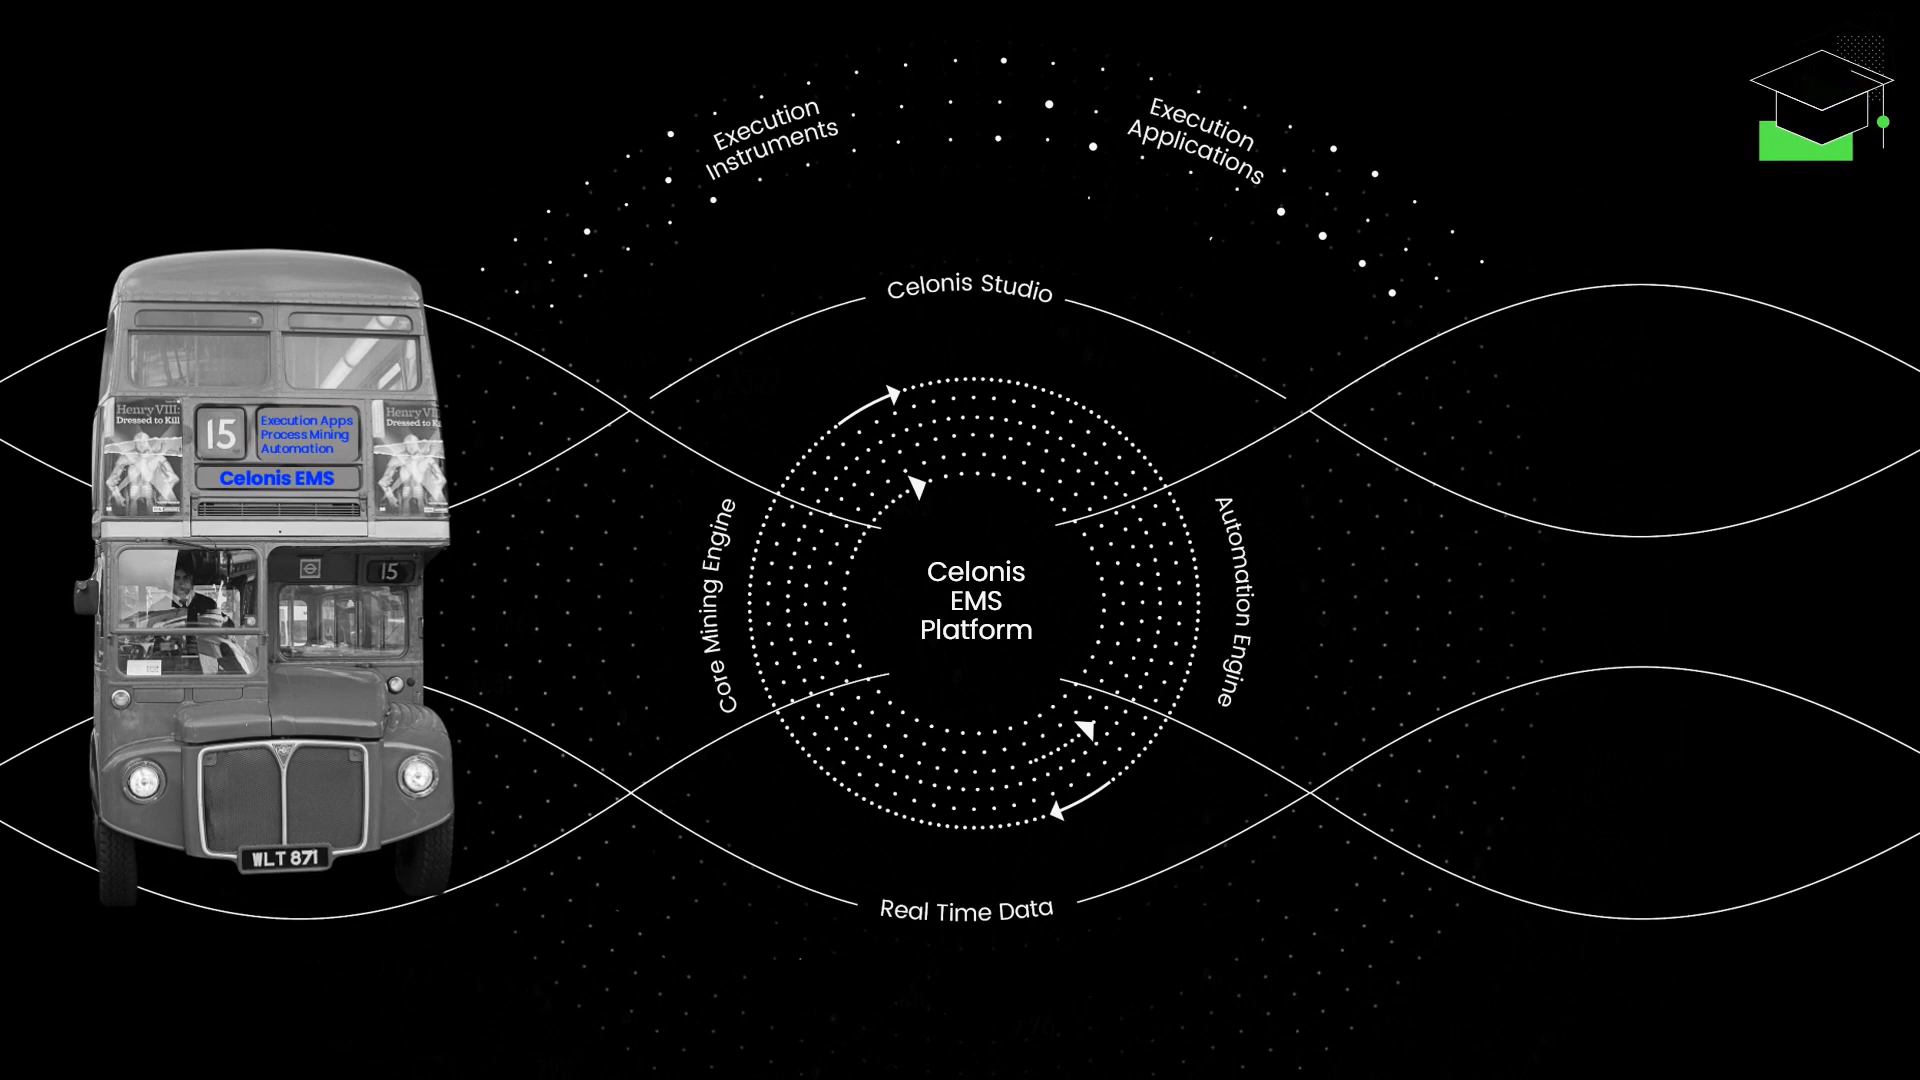 Execution
Instruments
Execution
Applications
Celonis Studio
Core Mining Engine
Celonis
EMS
Platform
Automation Engine
Real Time Data
Henry VIII:
Dressed to Kill
15
Execution Apps
Process Mining
Automation
Celonis EMS
Henry VIII
Dressed to K
15
WLT 871